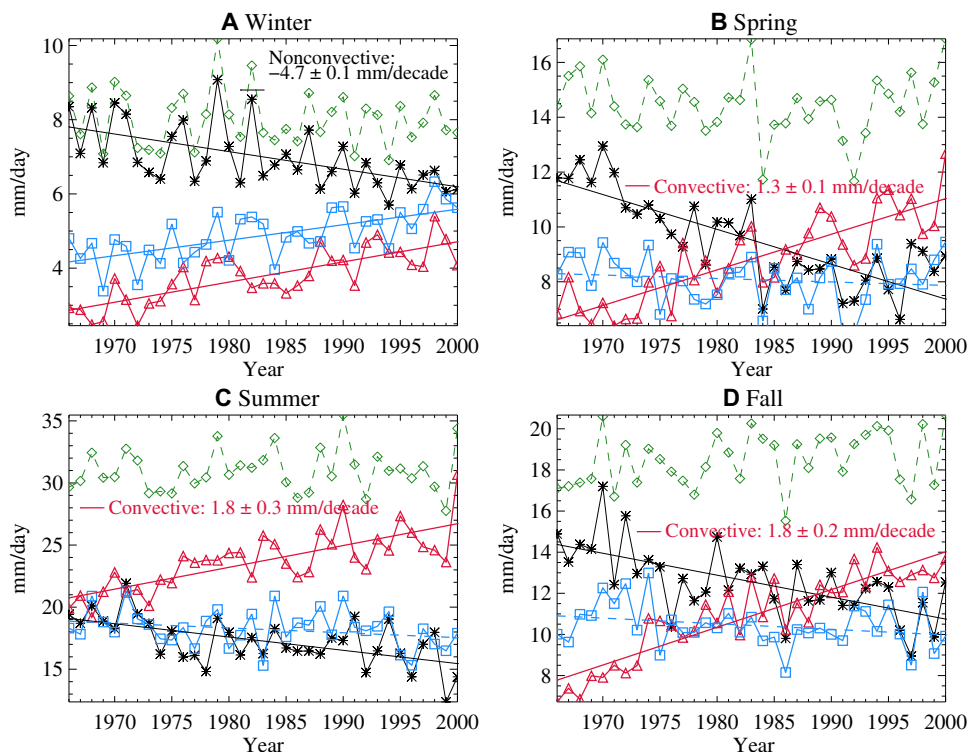 A Winter
10
8
6
4
mm/day
Nonconvective:
−4.7 ± 0.1 mm/decade
1970 1975 1980 1985 1990 1995 2000
Year
B Spring
16
14
12
10
8
mm/day
Convective: 1.3 ± 0.1 mm/decade
1970 1975 1980 1985 1990 1995 2000
Year
C Summer
35
30
25
20
15
mm/day
Convective: 1.8 ± 0.3 mm/decade
1970 1975 1980 1985 1990 1995 2000
Year
D Fall
20
18
16
14
12
10
8
mm/day
Convective: 1.8 ± 0.2 mm/decade
1970 1975 1980 1985 1990 1995 2000
Year